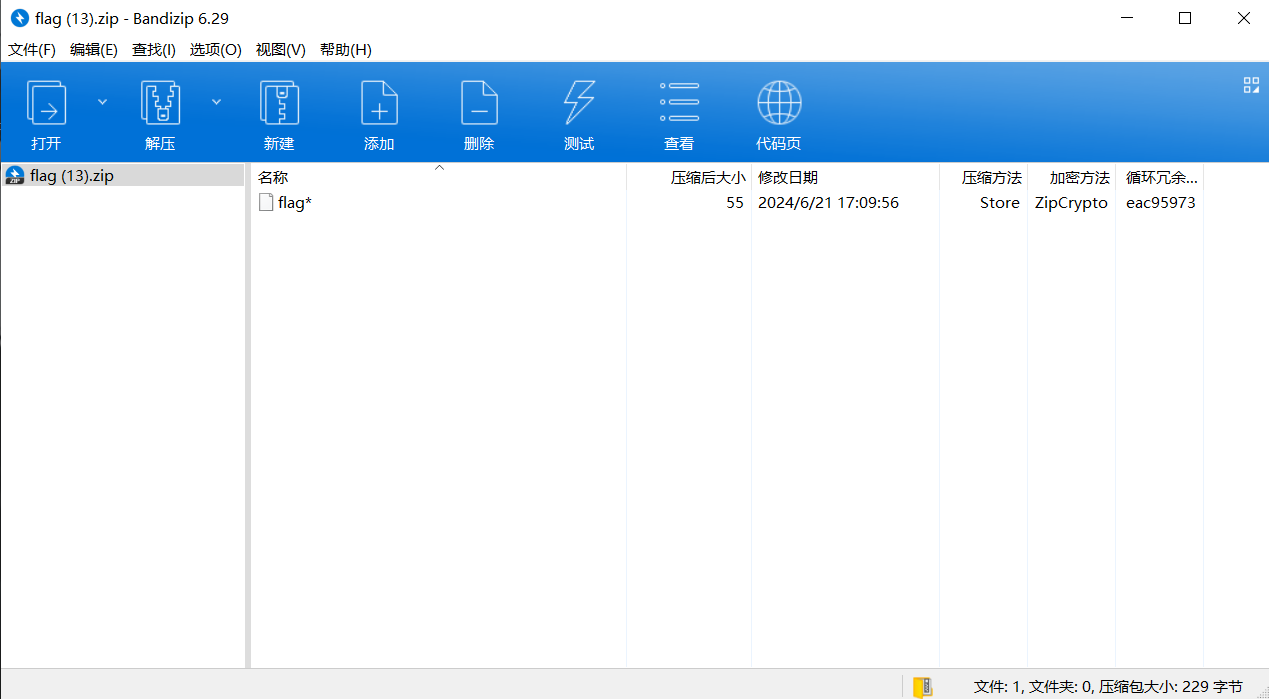 flag (13).zip - Bandizip 6.29
文件(F) 编辑(E) 查找(I) 选项(O) 视图(V) 帮助(H)
打开 解压 新建 添加 删除 测试 查看 代码页
flag (13).zip
名称 压缩后大小 修改日期 压缩方法 加密方法 循环冗余...
flag* 55 2024/6/21 17:09:56 Store ZipCrypto eac95973
文件: 1, 文件夹: 0, 压缩包大小: 229 字节